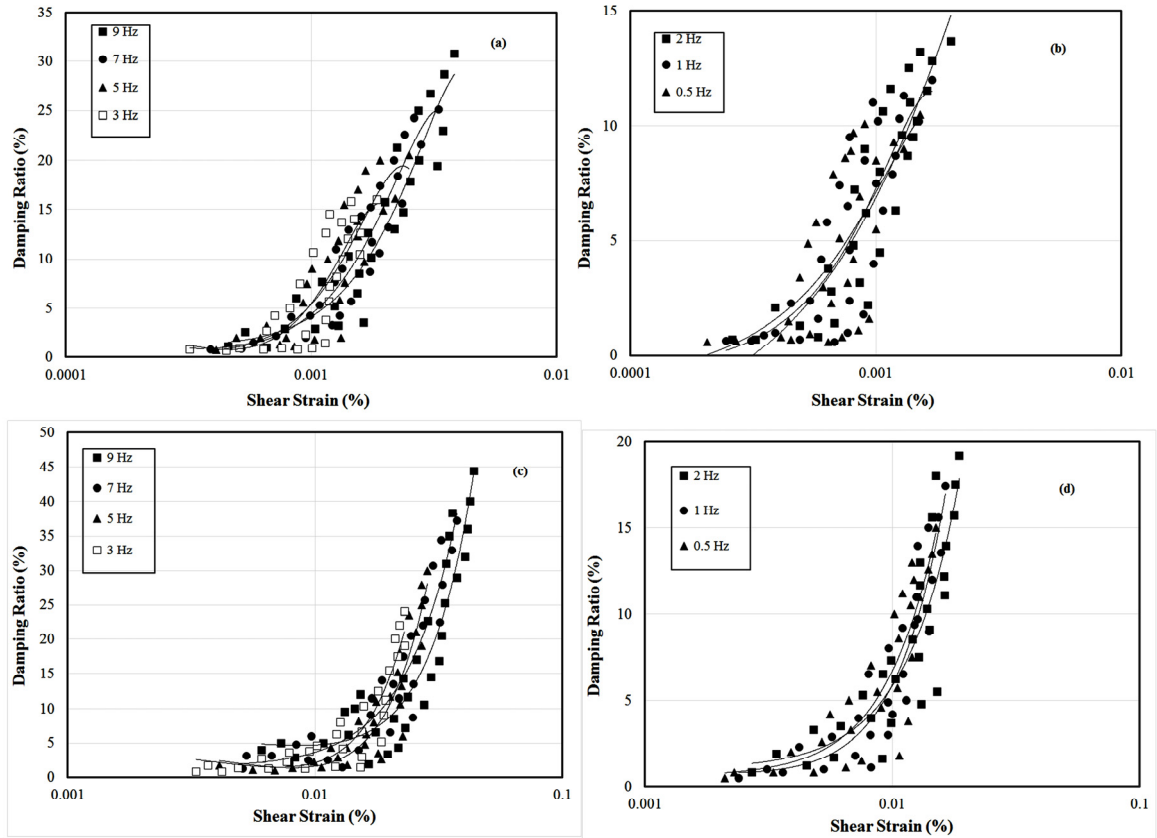 (a)
9 Hz
7 Hz
5 Hz
3 Hz
35
30
25
20
15
10
5
0
0.0001
0.001
0.01
Damping Ratio (%)
Shear Strain (%)
(b)
2 Hz
1 Hz
0.5 Hz
15
10
5
0
0.0001
0.001
0.01
Damping Ratio (%)
Shear Strain (%)
(c)
9 Hz
7 Hz
5 Hz
3 Hz
50
45
40
35
30
25
20
15
10
5
0
0.001
0.01
0.1
Damping Ratio (%)
Shear Strain (%)
(d)
2 Hz
1 Hz
0.5 Hz
20
15
10
5
0
0.001
0.01
0.1
Damping Ratio (%)
Shear Strain (%)